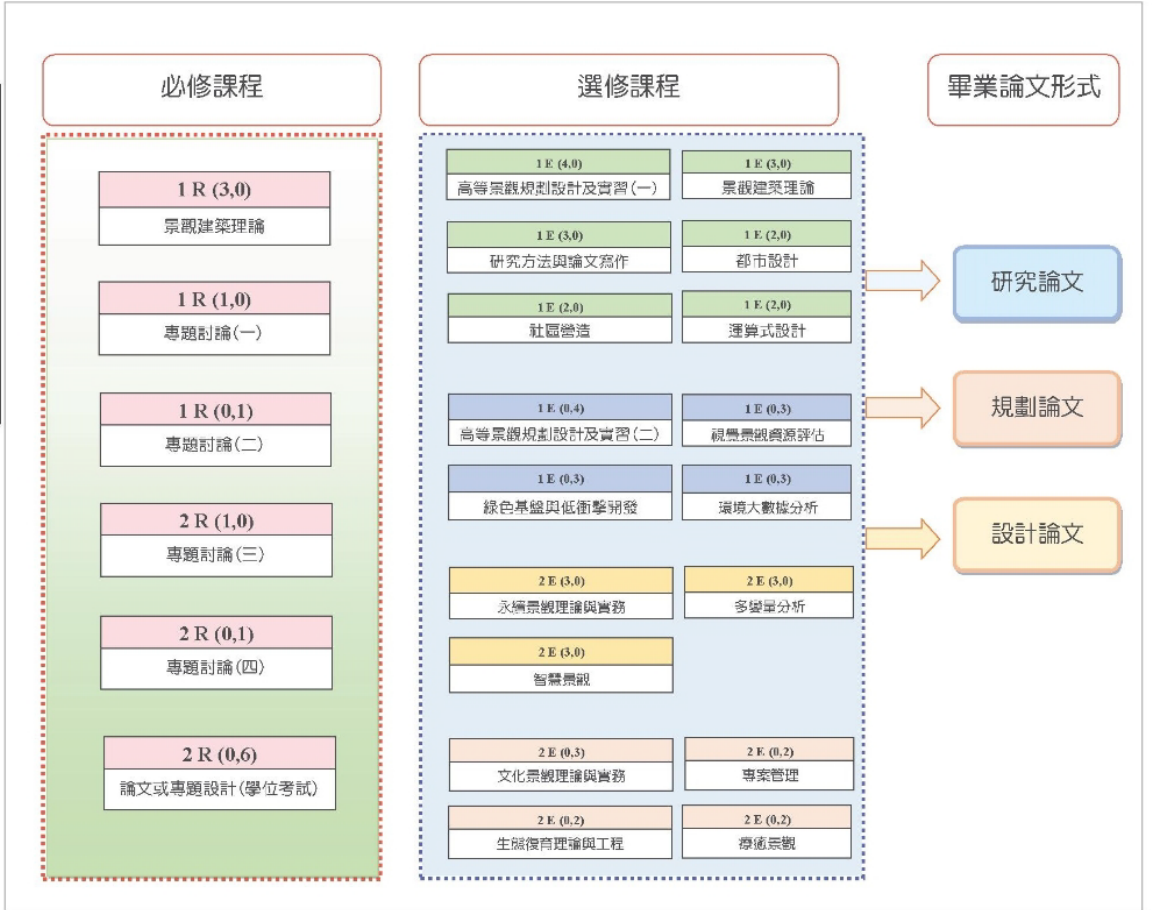 必修課程
選修課程
畢業論文形式
1 R (3,0)
景觀建築理論
1 R (1,0)
專題討論(一)
1 R (0,1)
專題討論(二)
2 R (1,0)
專題討論(三)
2 R (0,1)
專題討論(四)
2 R (0,6)
論文或專題設計(學位考試)
1 E (4,0)
高等景觀規劃設計及實習(一)
1 E (3,0)
景觀建築理論
1 E (3,0)
研究方法與論文寫作
1 E (2,0)
都市設計
1 E (2,0)
社區營造
1 E (2,0)
運算式設計
1 E (0,4)
高等景觀規劃設計及實習(二)
1 E (0,3)
視覺景觀資源評估
1 E (0,3)
綠色基盤與低衝擊開發
1 E (0,3)
環境大數據分析
2 E (3,0)
永續景觀理論與實務
2 E (3,0)
多變量分析
2 E (3,0)
智慧景觀
2 E (0,3)
文化景觀理論與實務
2 E (0,2)
專案管理
2 E (0,2)
生態復育理論與工程
2 E (0,2)
療癒景觀
研究論文
規劃論文
設計論文